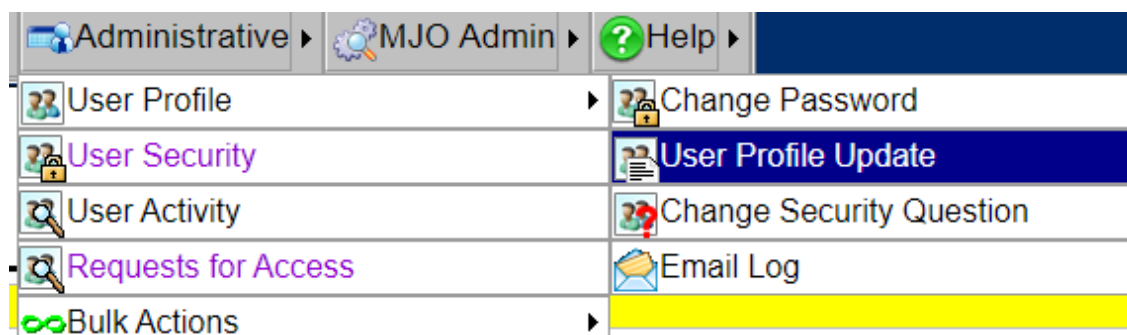 Administrative MJO Admin Help
User Profile Change Password
User Security User Profile Update
User Activity Change Security Question
Requests for Access Email Log
Bulk Actions